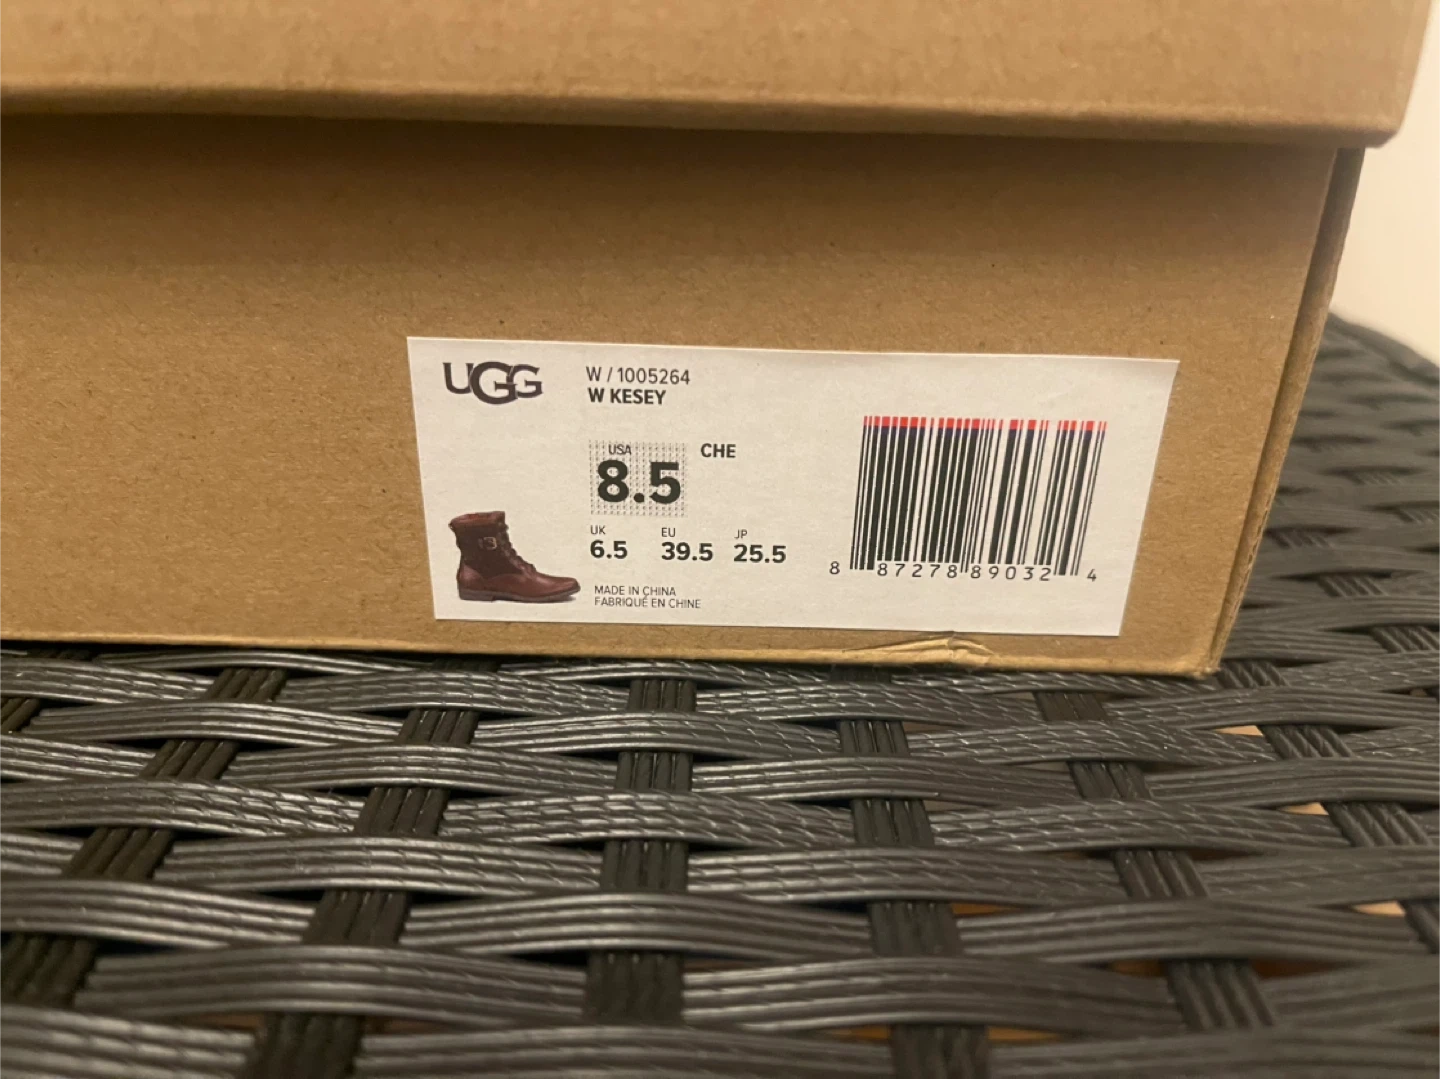 UGG
W / 1005264
W KESEY
USA
8.5
CHE
UK EU JP
6.5 39.5 25.5
MADE IN CHINA
FABRIQUÉ EN CHINE
8 87278 89032 4